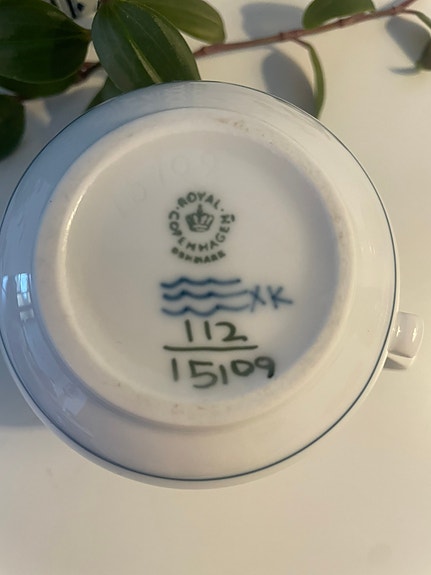 ROYAL
COPENHAGEN
DENMARK
XK
112
15109